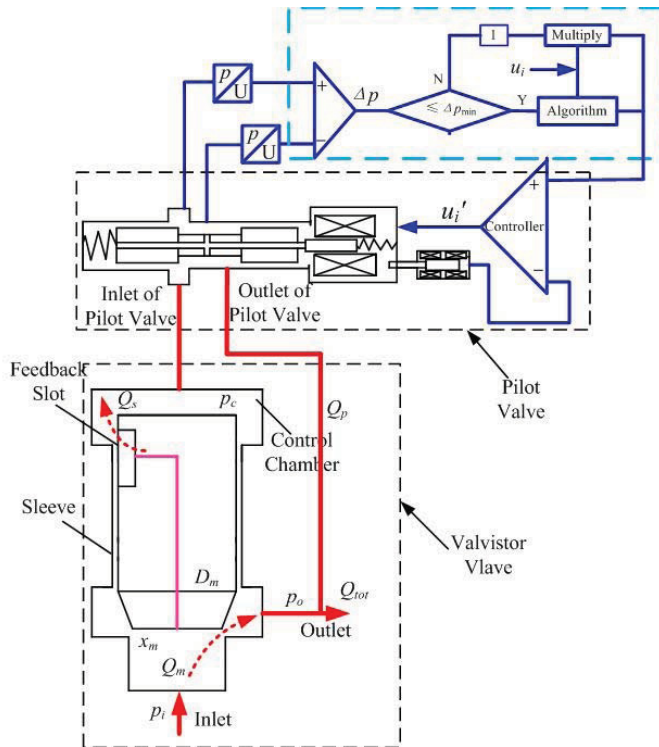 I
Multiply
p
U
N
u_i
+
Δp
≤ Δp_min
Y
Algorithm
−
p
U
+
u_i′
Controller
−
Inlet of
Pilot Valve
Outlet of
Pilot Valve
Pilot
Valve
Feedback
Slot
Q_s
p_c
Q_p
Control
Chamber
Sleeve
Valvistor
Vlave
D_m
p_o
Q_tot
Outlet
x_m
Q_m
p_i
Inlet